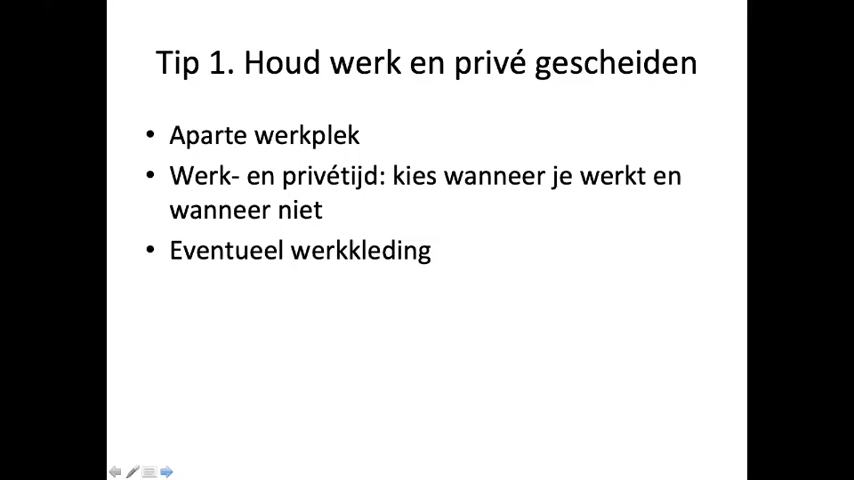 Tip 1. Houd werk en privé gescheiden
• Aparte werkplek
• Werk- en privétijd: kies wanneer je werkt en
wanneer niet
• Eventueel werkkleding